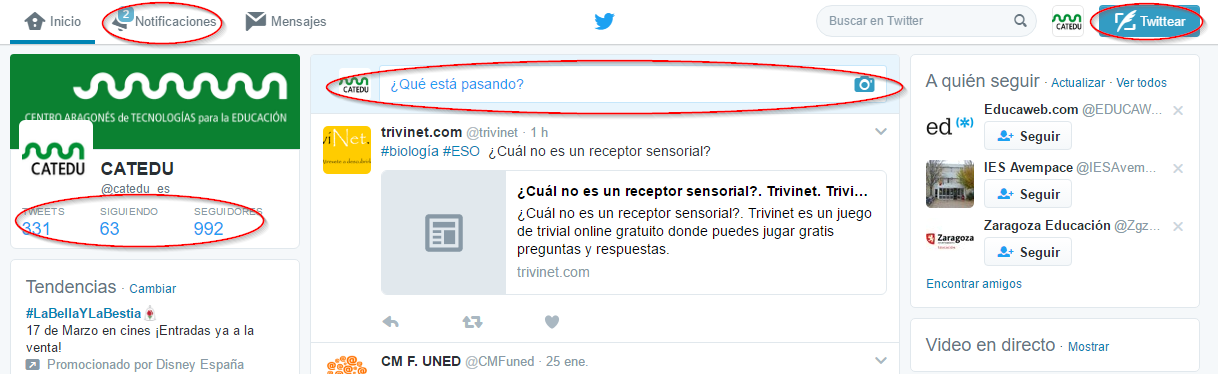 Inicio
2
Notificaciones
Mensajes
Buscar en Twitter
CATEDU
Twittear
CENTRO ARAGONÉS de TECNOLOGÍAS para la EDUCACIÓN
CATEDU
CATEDU
@catedu_es
TWEETS SIGUIENDO SEGUIDORES
331 63 992
Tendencias · Cambiar
#LaBellaYLaBestia
17 de Marzo en cines ¡Entradas ya a la
venta!
Promocionado por Disney España
CATEDU
¿Qué está pasando?
trivinet.com @trivinet · 1 h
#biología #ESO ¿Cuál no es un receptor sensorial?
¿Cuál no es un receptor sensorial?. Trivinet. Trivi...
¿Cuál no es un receptor sensorial?. Trivinet es un juego
de trivial online gratuito donde puedes jugar gratis
preguntas y respuestas.
trivinet.com
CM F. UNED @CMFuned · 25 ene.
A quién seguir · Actualizar · Ver todos
ed (*)
Educaweb.com @EDUCAW...
Seguir
IES Avempace @IESAvem...
Seguir
Zaragoza
Zaragoza Educación @Zgz...
Seguir
Encontrar amigos
Video en directo · Mostrar